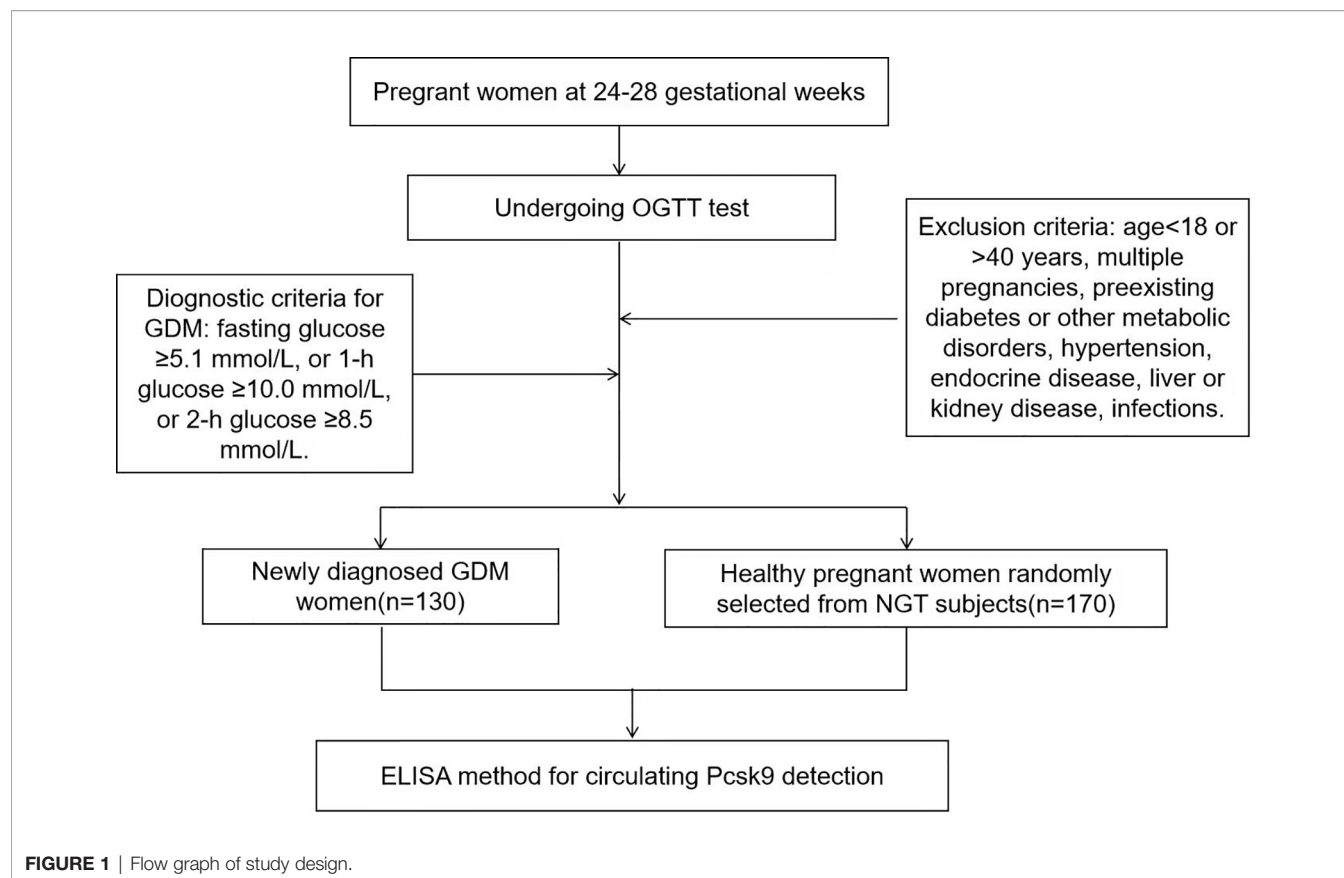 Pregrant women at 24-28 gestational weeks
Undergoing OGTT test
Exclusion criteria: age<18 or
>40 years, multiple
pregnancies, preexisting
diabetes or other metabolic
disorders, hypertension,
endocrine disease, liver or
kidney disease, infections.
Diognostic criteria for
GDM: fasting glucose
≥5.1 mmol/L, or 1-h
glucose ≥10.0 mmol/L,
or 2-h glucose ≥8.5
mmol/L.
Newly diagnosed GDM
women(n=130)
Healthy pregnant women randomly
selected from NGT subjects(n=170)
ELISA method for circulating Pcsk9 detection
FIGURE 1 | Flow graph of study design.